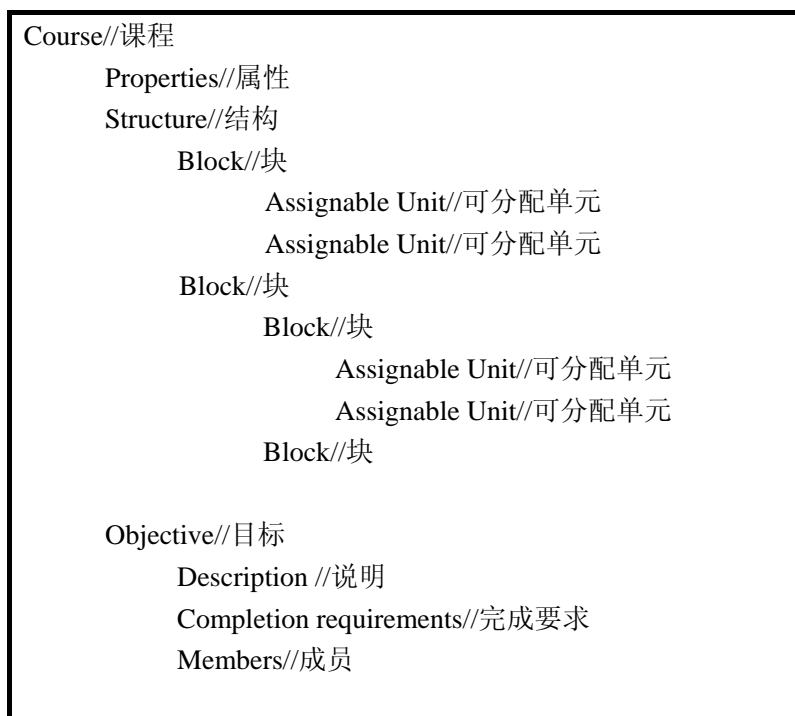 Course//课程
Properties//属性
Structure//结构
Block//块
Assignable Unit//可分配单元
Assignable Unit//可分配单元
Block//块
Block//块
Assignable Unit//可分配单元
Assignable Unit//可分配单元
Block//块
Objective//目标
Description //说明
Completion requirements//完成要求
Members//成员